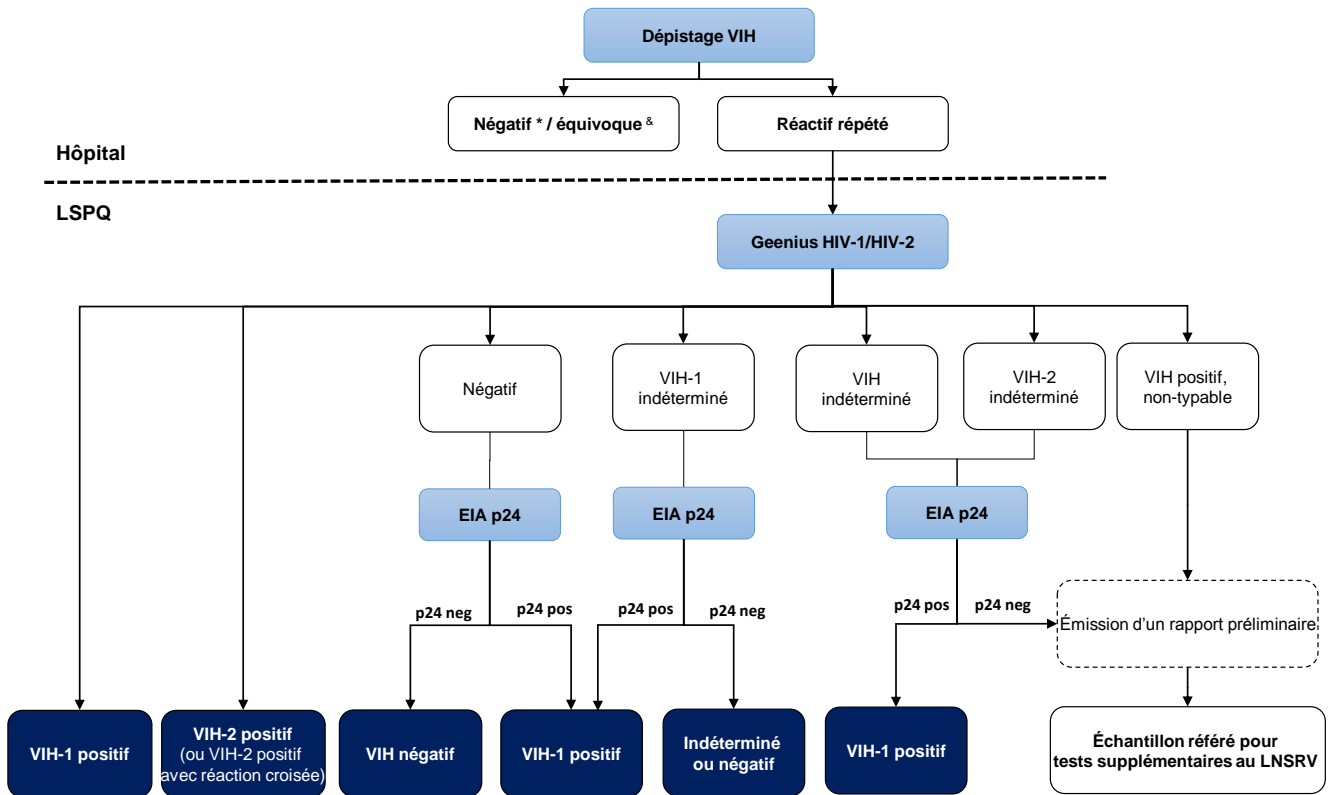 Dépistage VIH
Négatif * / équivoque &
Réactif répété
Hôpital
LSPQ
Geenius HIV-1/HIV-2
Négatif
VIH-1
indéterminé
VIH
indéterminé
VIH-2
indéterminé
VIH positif,
non-typable
EIA p24
EIA p24
EIA p24
p24 neg
p24 pos
p24 pos
p24 neg
p24 pos
p24 neg
Émission d'un rapport préliminaire
VIH-1 positif
VIH-2 positif
(ou VIH-2 positif
avec réaction croisée)
VIH négatif
VIH-1 positif
Indéterminé
ou négatif
VIH-1 positif
Échantillon référé pour
tests supplémentaires au LNSRV